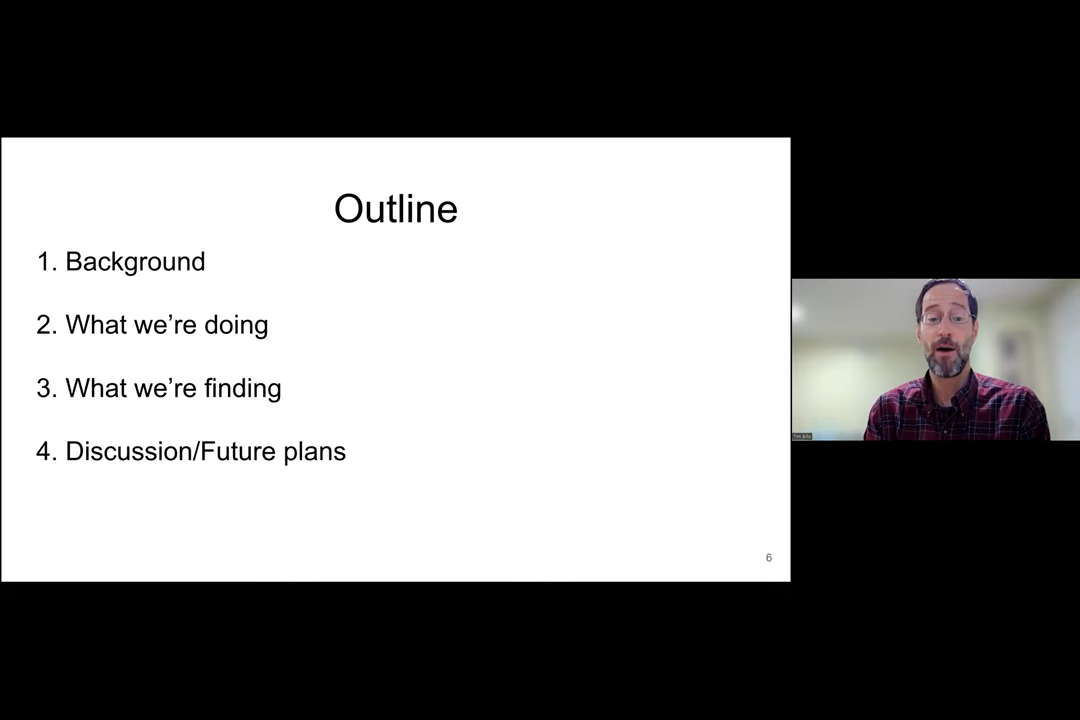 Outline
1. Background
2. What we’re doing
3. What we’re finding
4. Discussion/Future plans
6